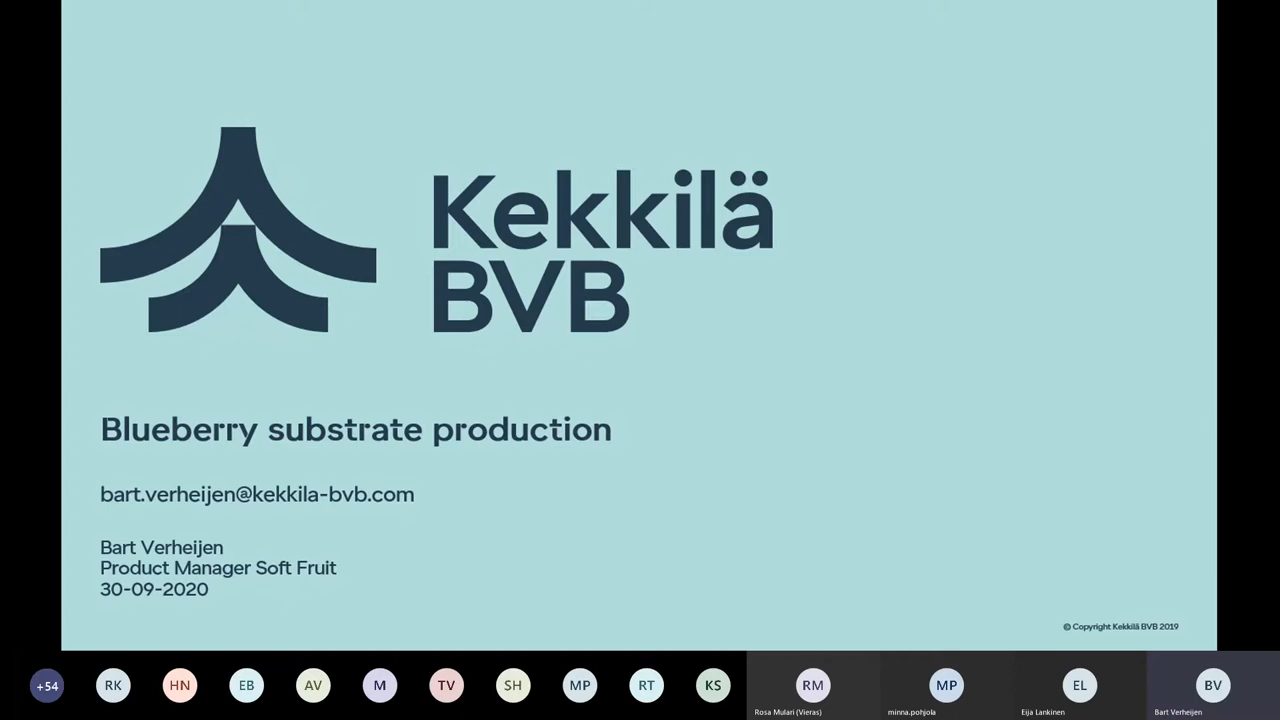 Kekkilä
BVB
Blueberry substrate production
bart.verheijen@kekkila-bvb.com
Bart Verheijen
Product Manager Soft Fruit
30-09-2020
© Copyright Kekkilä BVB 2019
+54
RK
HN
EB
AV
M
TV
SH
MP
RT
KS
RM
MP
EL
BV
Rosa Mulari (Vieras)
minna.pohjola
Eija Lankinen
Bart Verheijen